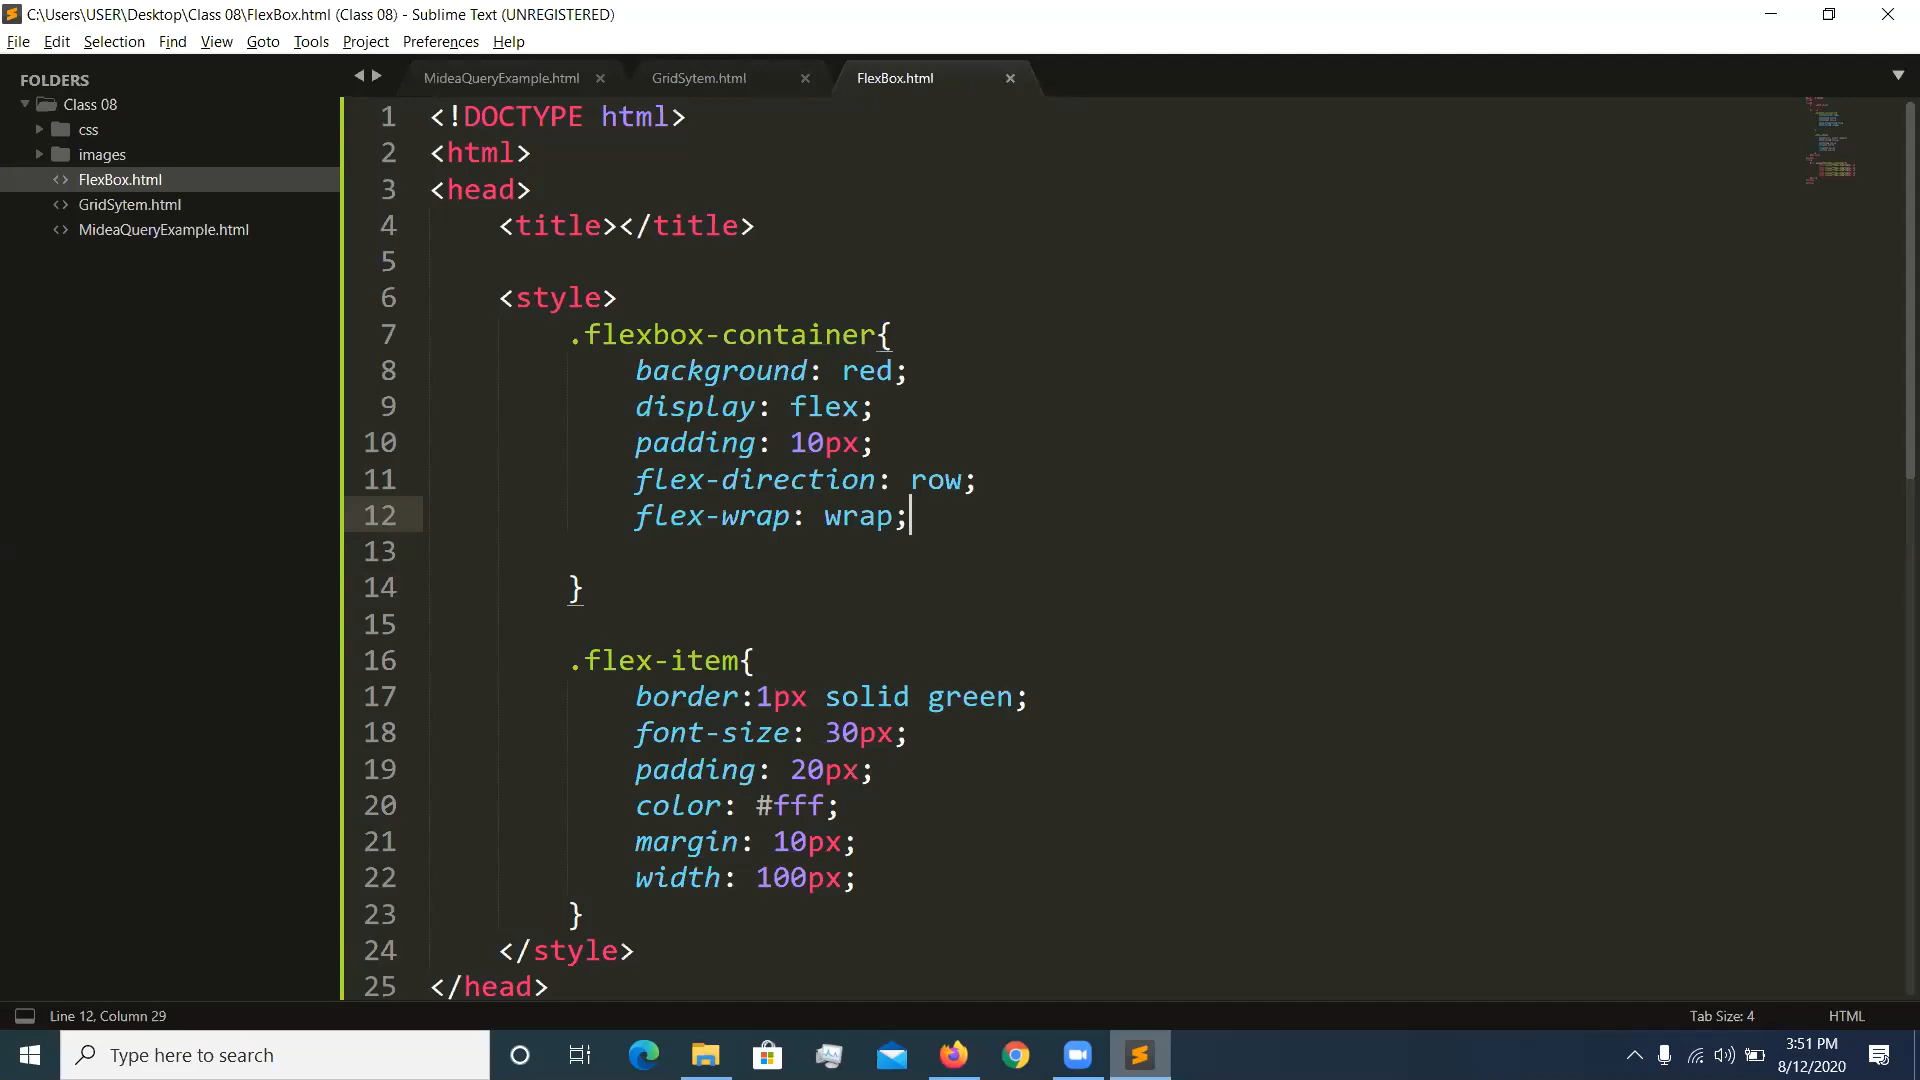 C:\Users\USER\Desktop\Class 08\FlexBox.html (Class 08) - Sublime Text (UNREGISTERED)
File Edit Selection Find View Goto Tools Project Preferences Help
FOLDERS
Class 08
css
images
FlexBox.html
GridSytem.html
MideaQueryExample.html
MideaQueryExample.html GridSytem.html FlexBox.html
1 <!DOCTYPE html>
2 <html>
3 <head>
4 <title></title>
5
6 <style>
7 .flexbox-container{
8 background: red;
9 display: flex;
10 padding: 10px;
11 flex-direction: row;
12 flex-wrap: wrap;
13
14 }
15
16 .flex-item{
17 border:1px solid green;
18 font-size: 30px;
19 padding: 20px;
20 color: #fff;
21 margin: 10px;
22 width: 100px;
23 }
24 </style>
25 </head>
Line 12, Column 29 Tab Size: 4 HTML
Type here to search
3:51 PM
8/12/2020